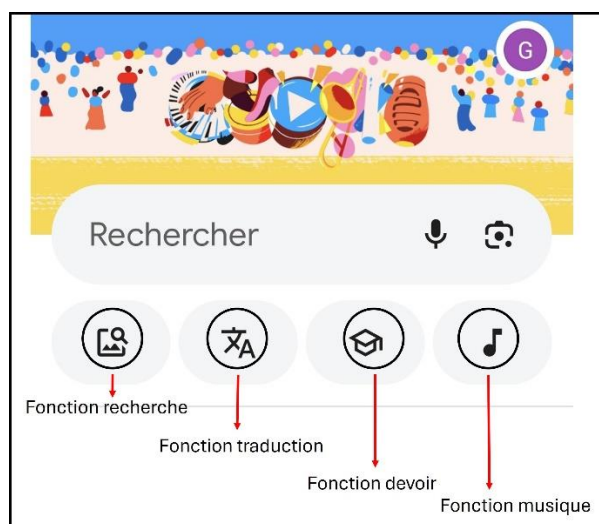 G
Rechercher
Fonction recherche
Fonction traduction
Fonction devoir
Fonction musique